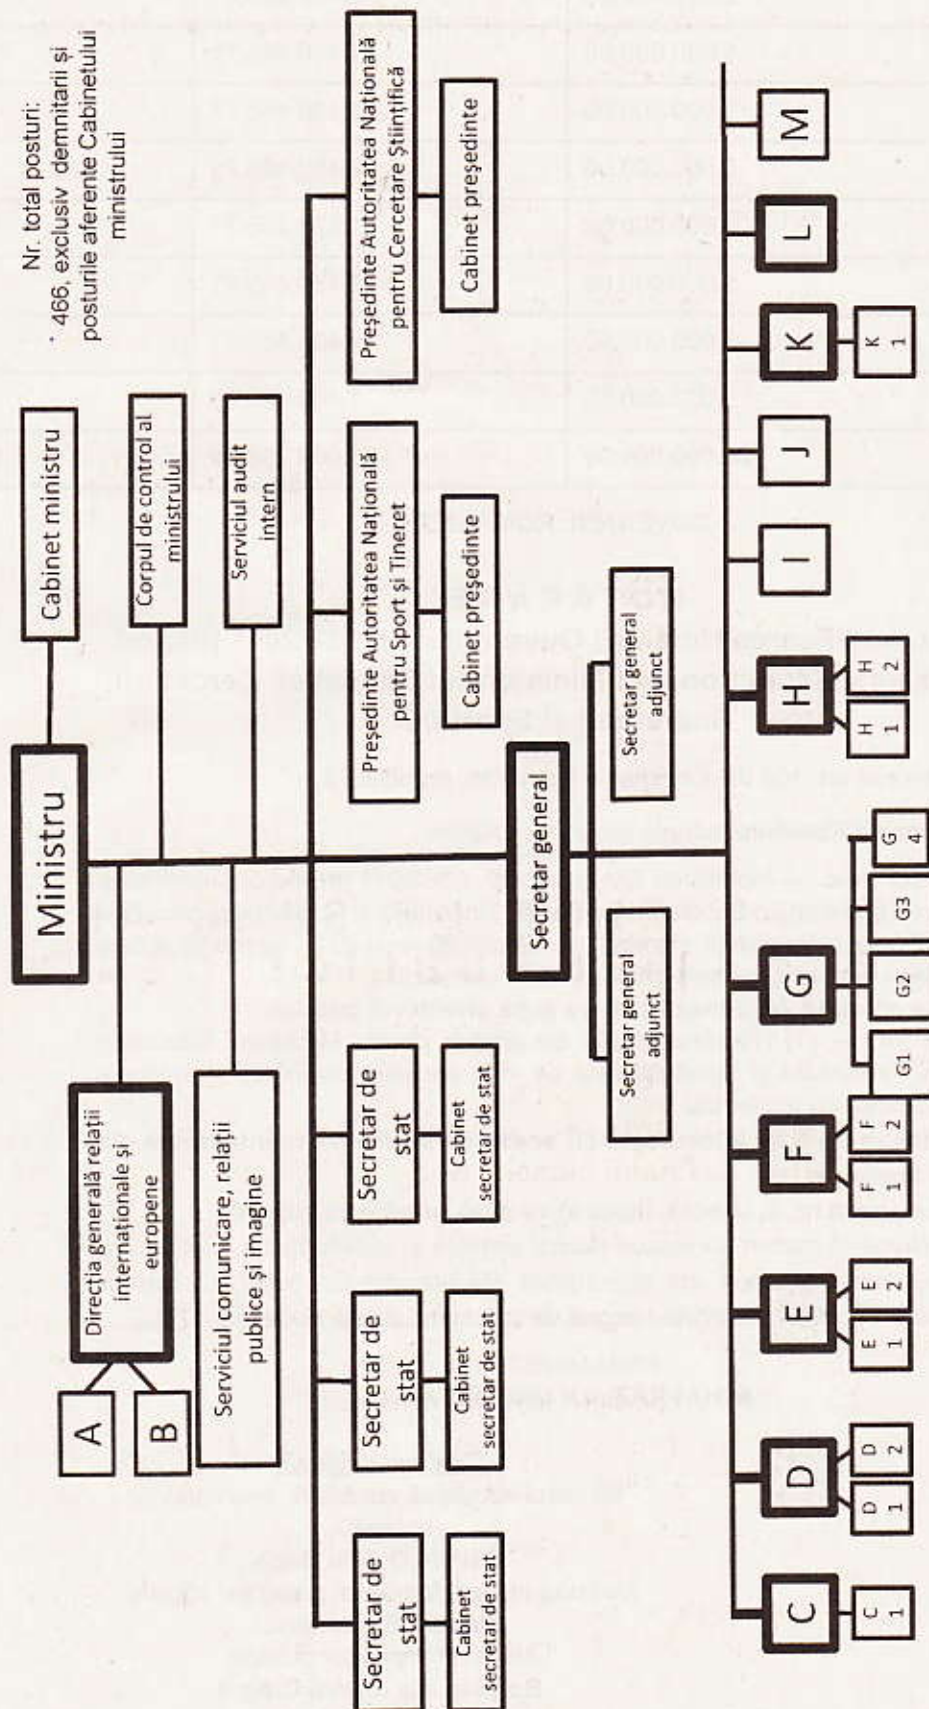 Nr. total posturi:
* 466, exclusiv demnitarii și
posturile aferente Cabinetului
ministrului
Ministru
Cabinet ministru
Direcția generală relații
internaționale și
europene
A
B
Corpul de control al
ministrului
Serviciul comunicare, relații
publice și imagine
Serviciul audit
intern
Secretar de
stat
Cabinet
secretar de stat
Secretar de
stat
Cabinet
secretar de stat
Secretar de
stat
Cabinet
secretar de stat
Președinte Autoritatea Națională
pentru Sport și Tineret
Cabinet președinte
Președinte Autoritatea Națională
pentru Cercetare Științifică
Cabinet președinte
Secretar general
Secretar general
adjunct
Secretar general
adjunct
C
D
E
F
G
H
I
J
K
L
M
C
1
D
1
D
2
E
1
E
2
F
1
F
2
G1
G2
G3
G
4
H
1
H
2
K
1